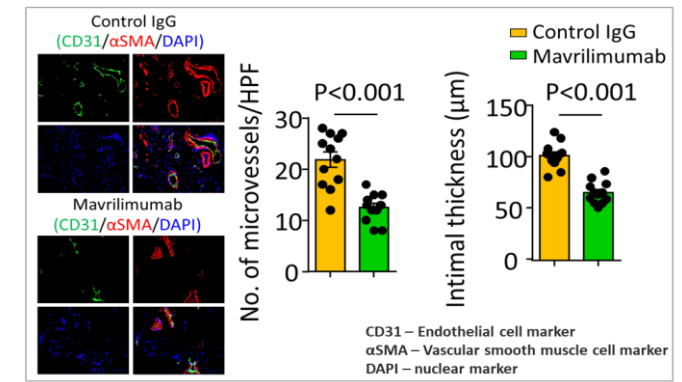 Control IgG
(CD31/αSMA/DAPI)
Mavrilimumab
(CD31/αSMA/DAPI)
No. of microvessels/HPF
30
20
10
0
P<0.001
Intimal thickness (μm)
100
50
0
P<0.001
Control IgG
Mavrilimumab
CD31 – Endothelial cell marker
αSMA – Vascular smooth muscle cell marker
DAPI – nuclear marker